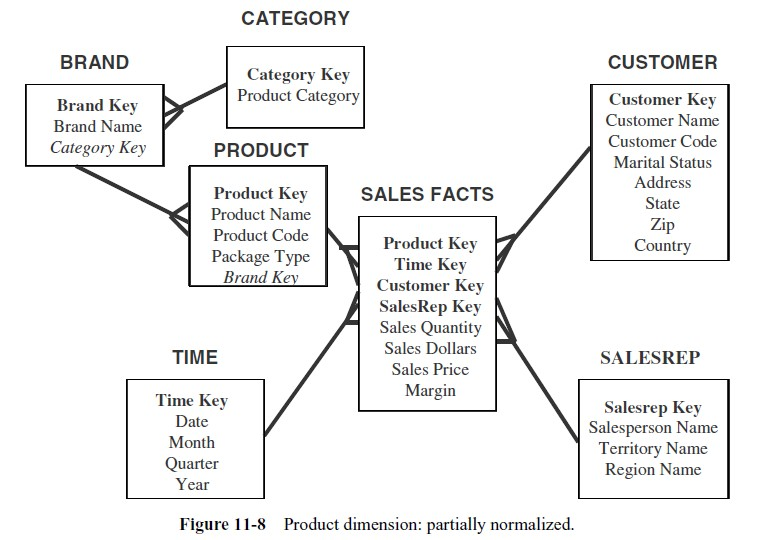 CATEGORY
Category Key
Product Category
BRAND
Brand Key
Brand Name
Category Key
PRODUCT
Product Key
Product Name
Product Code
Package Type
Brand Key
SALES FACTS
Product Key
Time Key
Customer Key
SalesRep Key
Sales Quantity
Sales Dollars
Sales Price
Margin
CUSTOMER
Customer Key
Customer Name
Customer Code
Marital Status
Address
State
Zip
Country
TIME
Time Key
Date
Month
Quarter
Year
SALESREP
Salesrep Key
Salesperson Name
Territory Name
Region Name
Figure 11-8 Product dimension: partially normalized.